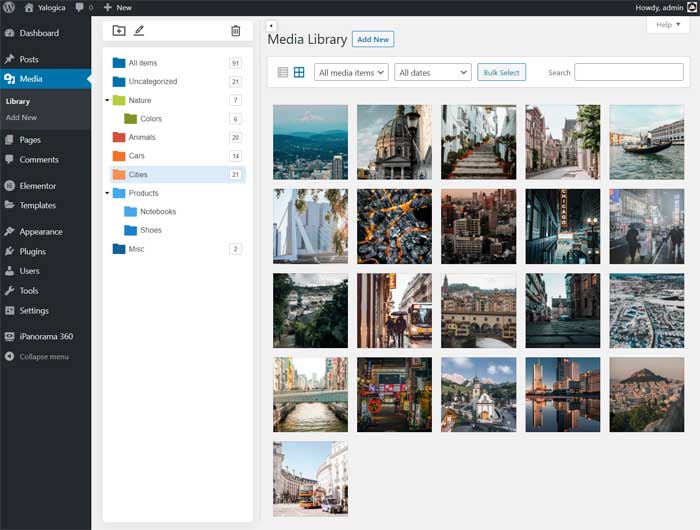 Yalogica 0 New Howdy, admin
Help
Dashboard
Posts
Media
Library
Add New
Pages
Comments
Elementor
Templates
Appearance
Plugins
Users
Tools
Settings
iPanorama 360
Collapse menu
All items 91
Uncategorized 21
Nature 7
Colors 6
Animals 20
Cars 14
Cities 21
Products
Notebooks
Shoes
Misc 2
Media Library Add New
All media items All dates Bulk Select Search
CHICAGO